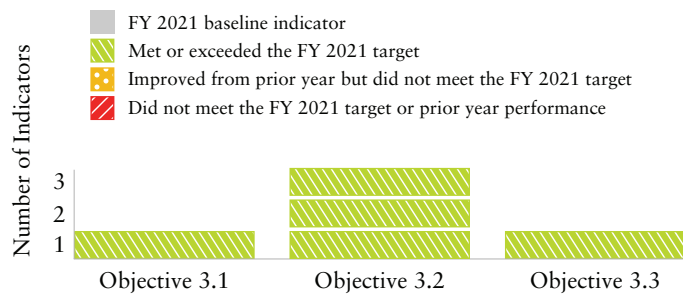 FY 2021 baseline indicator
Met or exceeded the FY 2021 target
Improved from prior year but did not meet the FY 2021 target
Did not meet the FY 2021 target or prior year performance
Number of Indicators
3
2
1
Objective 3.1
Objective 3.2
Objective 3.3